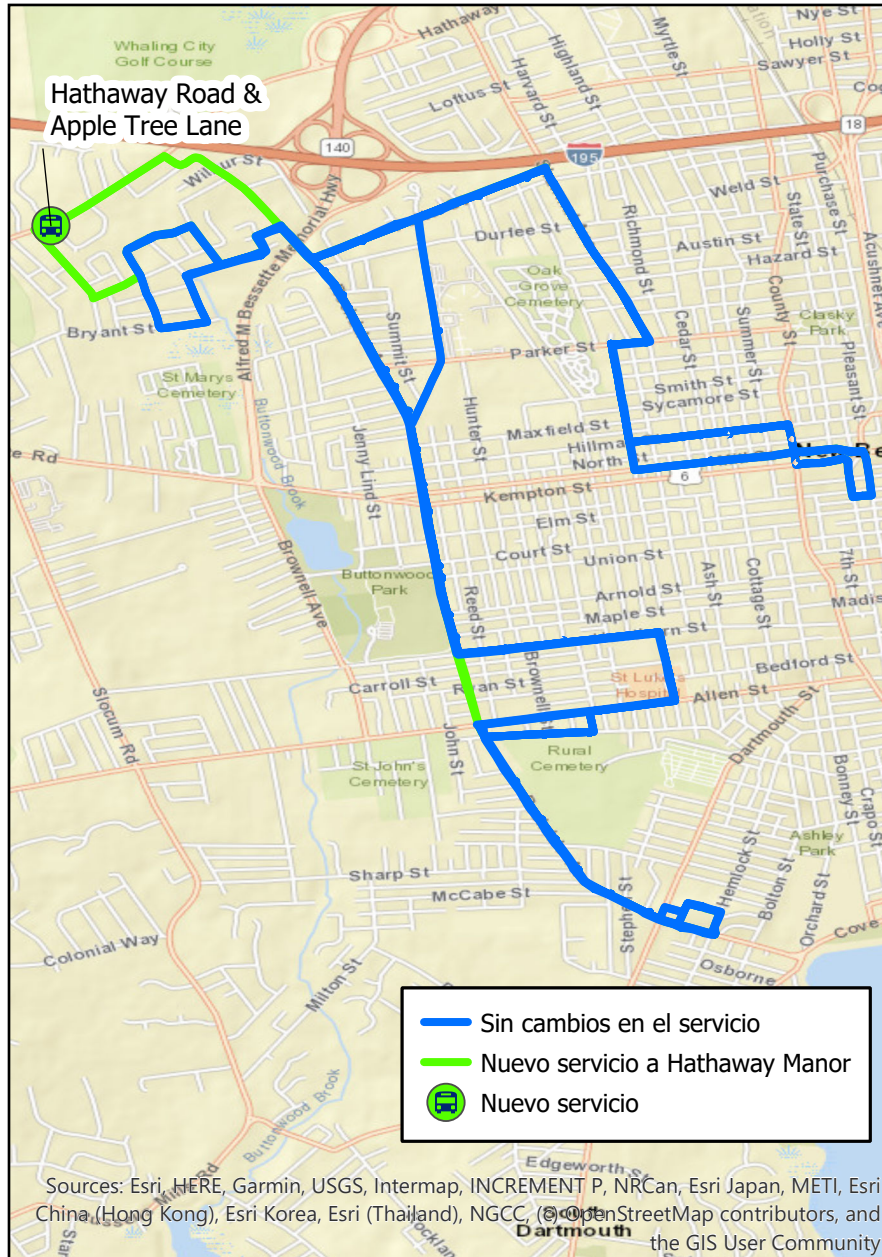 Whaling City
Golf Course
Hathaway Road &
Apple Tree Lane
Hathaway
Loftus St
Harvard St
Highland St
Myrtle St
Nye St
Holly St
Sawyer St
18
140
195
Wilbur St
Weld St
State St
Purchase St
Acushnet Ave
Durfee St
Richmond St
Austin St
Hazard St
Oak
Grove
Cemetery
County St
Clasky
Park
Bryant St
Alfred M Bessette Memorial Hwy
Summit St
Parker St
Cedar St
Summer St
Pleasant St
St Marys
Cemetery
Smith St
Sycamore St
Hunter St
Maxfield St
North St
6
Jenny Lind St
Buttonwood
Brook
Kempton St
Elm St
Court St
Union St
Ash St
Cottage St
7th St
Brownell Ave
Buttonwood
Park
Reed St
Arnold St
Maple St
Bedford St
Carroll St
Ryan St
Brownell St
St Luke's
Hospital
Allen St
Dartmouth St
Slocum Rd
John St
St John's
Cemetery
Rural
Cemetery
Bonney St
Crapo St
Ashley
Park
Sharp St
McCabe St
Hemlock St
Bolton St
Orchard St
Colonial Way
Milton St
Osborne
Sin cambios en el servicio
Nuevo servicio a Hathaway Manor
Nuevo servicio
Buttonwood Brook
Edgeworth St
Dartmouth
Sources: Esri, HERE, Garmin, USGS, Intermap, INCREMENT P, NRCan, Esri Japan, METI, Esri
China (Hong Kong), Esri Korea, Esri (Thailand), NGCC, (c) OpenStreetMap contributors, and
the GIS User Community